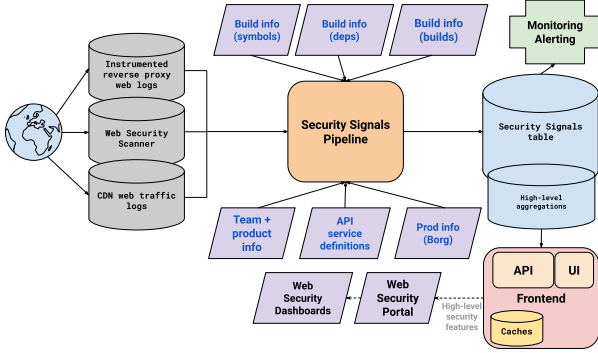 Build info
(symbols)
Build info
(deps)
Build info
(builds)
Monitoring
Alerting
Instrumented
reverse proxy
web logs
Web Security
Scanner
CDN web traffic
logs
Security Signals
Pipeline
Security Signals
table
High-level
aggregations
Team +
product
info
API
service
definitions
Prod info
(Borg)
API
UI
Frontend
Caches
Web
Security
Dashboards
Web
Security
Portal
High-level
security
features